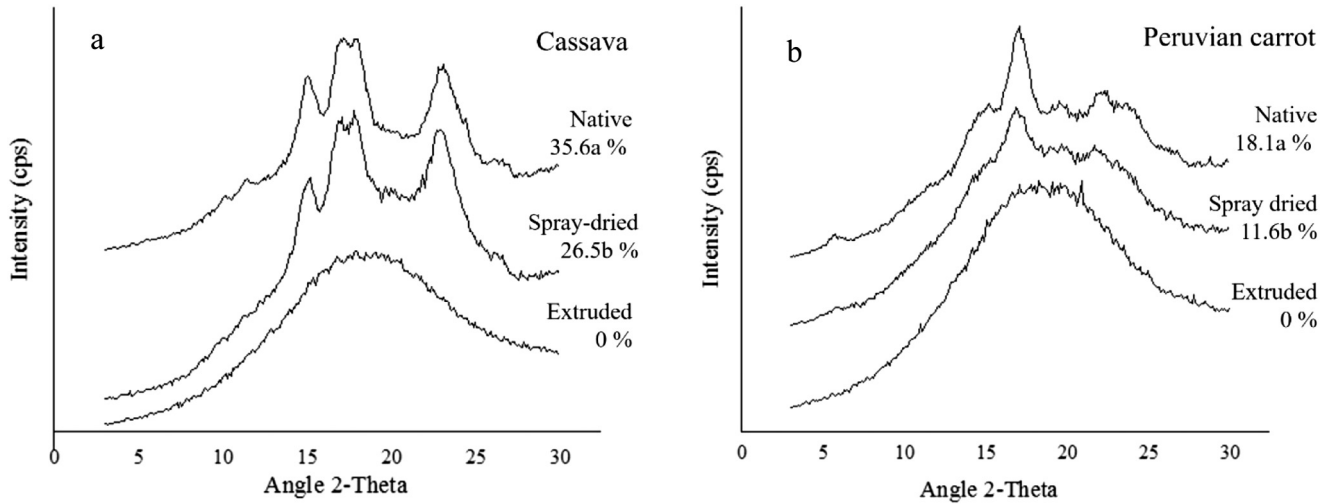 a
Cassava
Native
35.6a %
Spray-dried
26.5b %
Extruded
0 %
Intensity (cps)
0 5 10 15 20 25 30
Angle 2-Theta
b
Peruvian carrot
Native
18.1a %
Spray dried
11.6b %
Extruded
0 %
Intensity (cps)
0 5 10 15 20 25 30
Angle 2-Theta